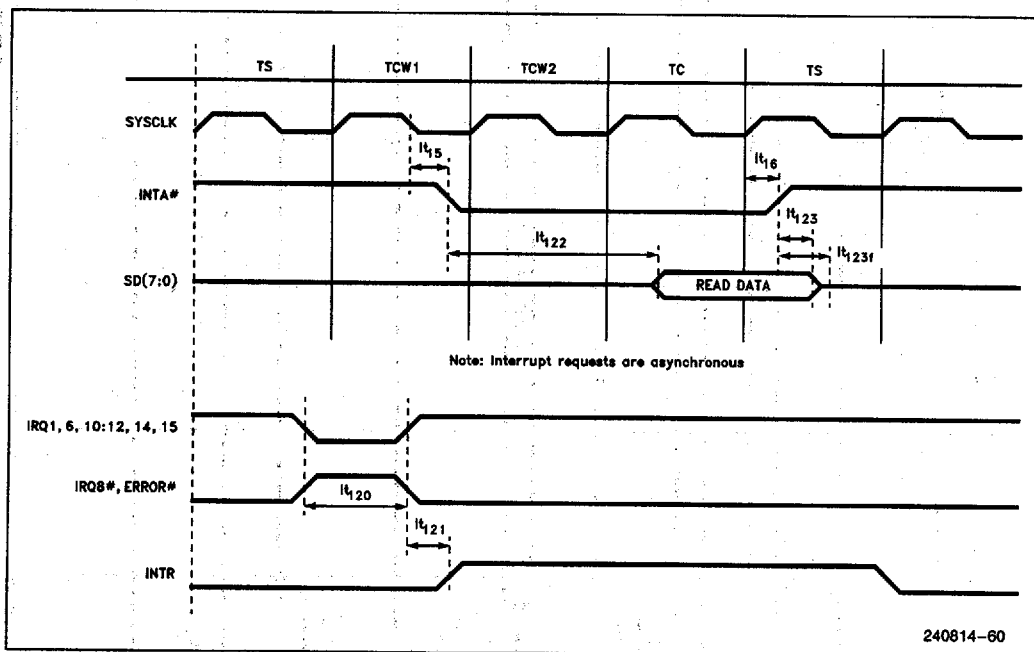 TS TCW1 TCW2 TC TS
SYSCLK
It15 It16
INTA#
It123
It122 It123f
SD(7:0) READ DATA
Note: Interrupt requests are asynchronous
IRQ1, 6, 10:12, 14, 15
IRQ8#, ERROR#
It120
It121
INTR
240814-60